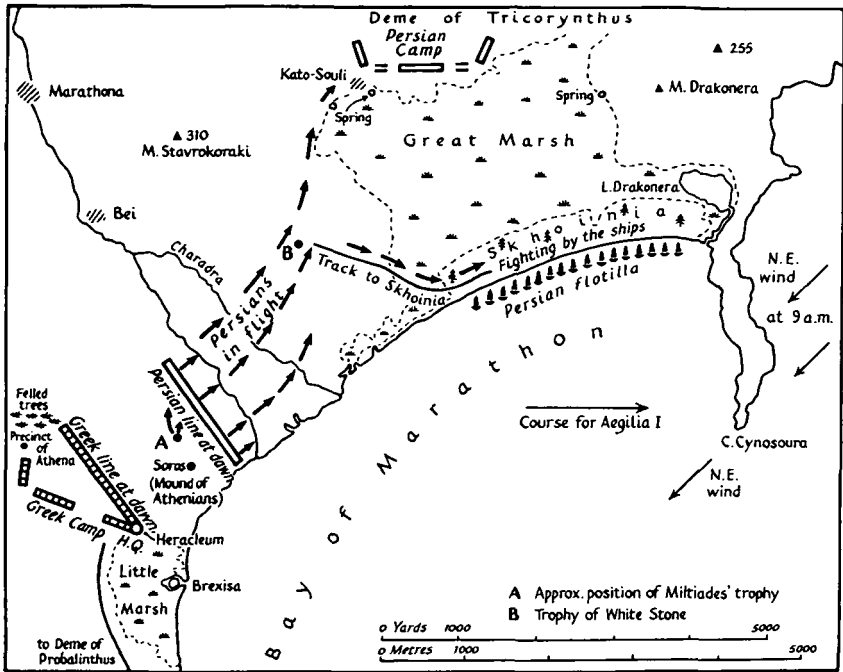 Deme of Tricorynthus
Persian
Camp
255
Kato-Souli
Marathona
Spring
Spring
M. Drakonera
310
M. Stavrokoraki
Great Marsh
L. Drakonera
Bei
Skhoinia
Fighting by the ships
B
Charadra
Track to Skhoinia
Persian flotilla
N.E.
wind
at 9 a.m.
Persians
in flight
Persian line at dawn
Felled
trees
Precinct
of
Athena
Greek line at dawn
A
Soros
(Mound of
Athenians)
Course for Aegilia I
C. Cynosoura
N.E.
wind
Greek Camp
H.Q.
Heracleum
Little
Marsh
Brexisa
Bay of Marathon
A Approx. position of Miltiades' trophy
B Trophy of White Stone
to Deme of
Probalinthus
0 Yards 1000 5000
0 Metres 1000 5000